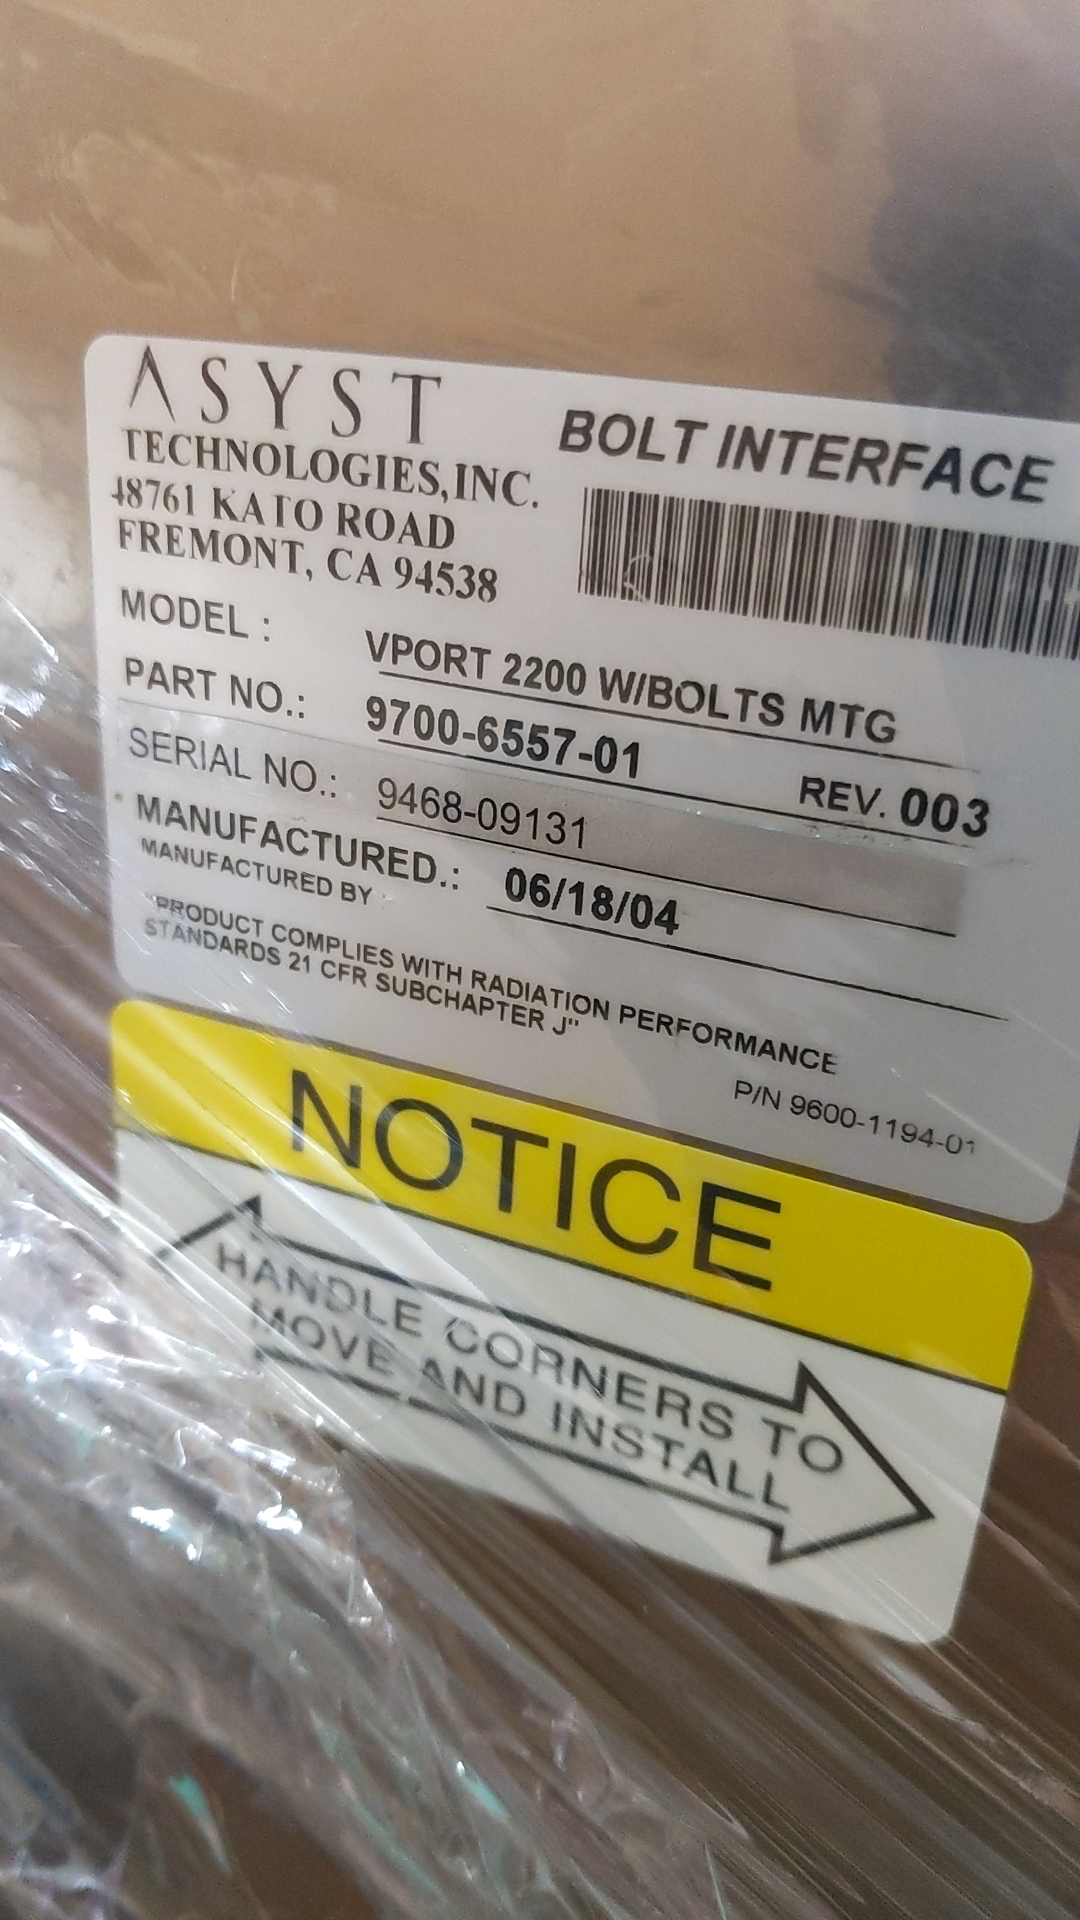 ASYST
TECHNOLOGIES, INC.
48761 KATO ROAD
FREMONT, CA 94538
BOLT INTERFACE
MODEL : VPORT 2200 W/BOLTS MTG
PART NO.: 9700-6557-01 REV. 003
SERIAL NO.: 9468-09131
MANUFACTURED.: 06/18/04
MANUFACTURED BY
"PRODUCT COMPLIES WITH RADIATION PERFORMANCE
STANDARDS 21 CFR SUBCHAPTER J"
P/N 9600-1194-01
NOTICE
HANDLE CORNERS TO
MOVE AND INSTALL